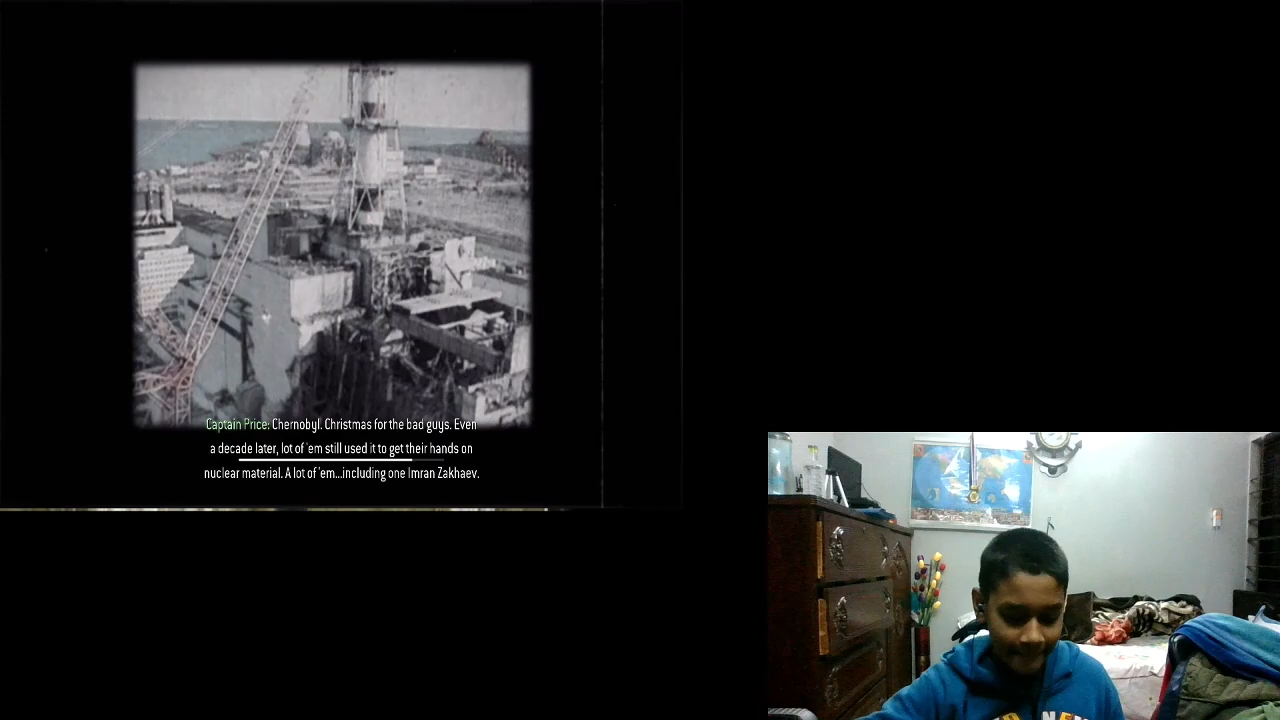 Captain Price: Chernobyl. Christmas for the bad guys. Even
a decade later, lot of 'em still used it to get their hands on
nuclear material. A lot of 'em...including one Imran Zakhaev.